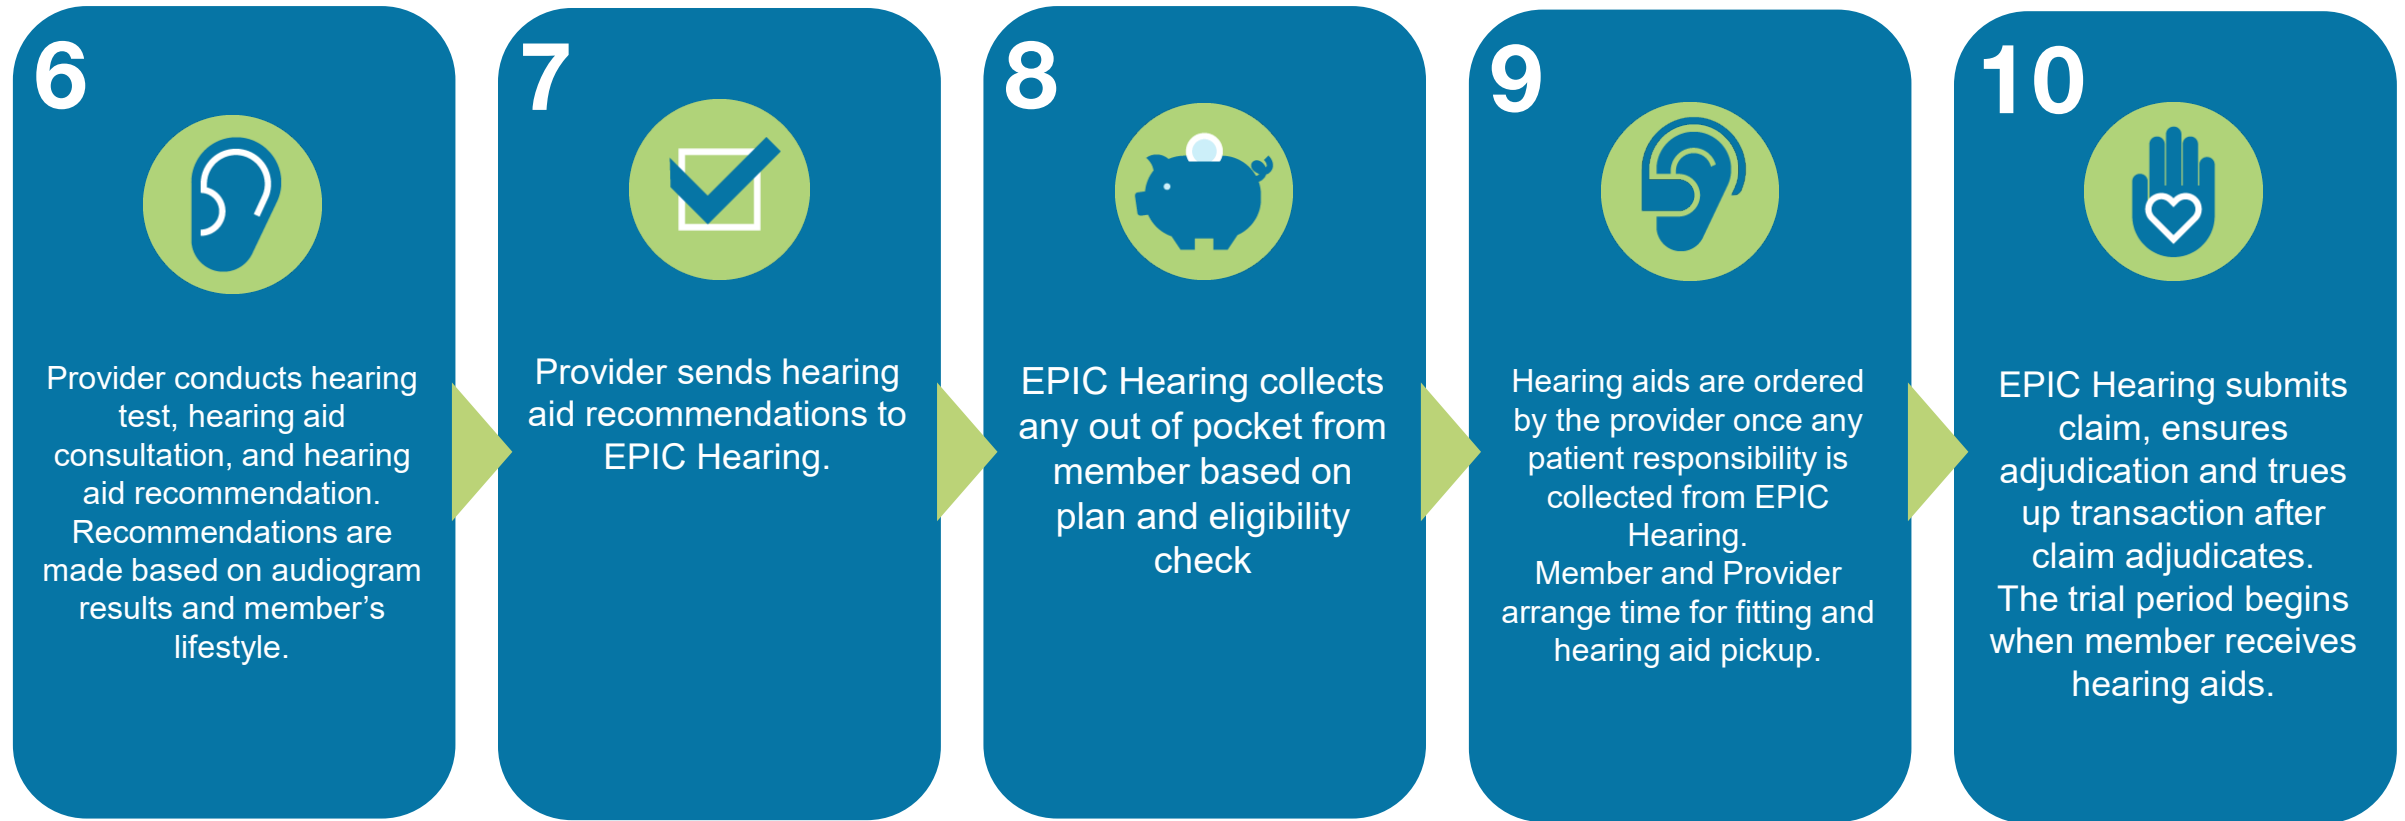 6
Provider conducts hearing
test, hearing aid
consultation, and hearing
aid recommendation.
Recommendations are
made based on audiogram
results and member’s
lifestyle.
7
Provider sends hearing
aid recommendations to
EPIC Hearing.
8
EPIC Hearing collects
any out of pocket from
member based on
plan and eligibility
check
9
Hearing aids are ordered
by the provider once any
patient responsibility is
collected from EPIC
Hearing.
Member and Provider
arrange time for fitting and
hearing aid pickup.
10
EPIC Hearing submits
claim, ensures
adjudication and trues
up transaction after
claim adjudicates.
The trial period begins
when member receives
hearing aids.